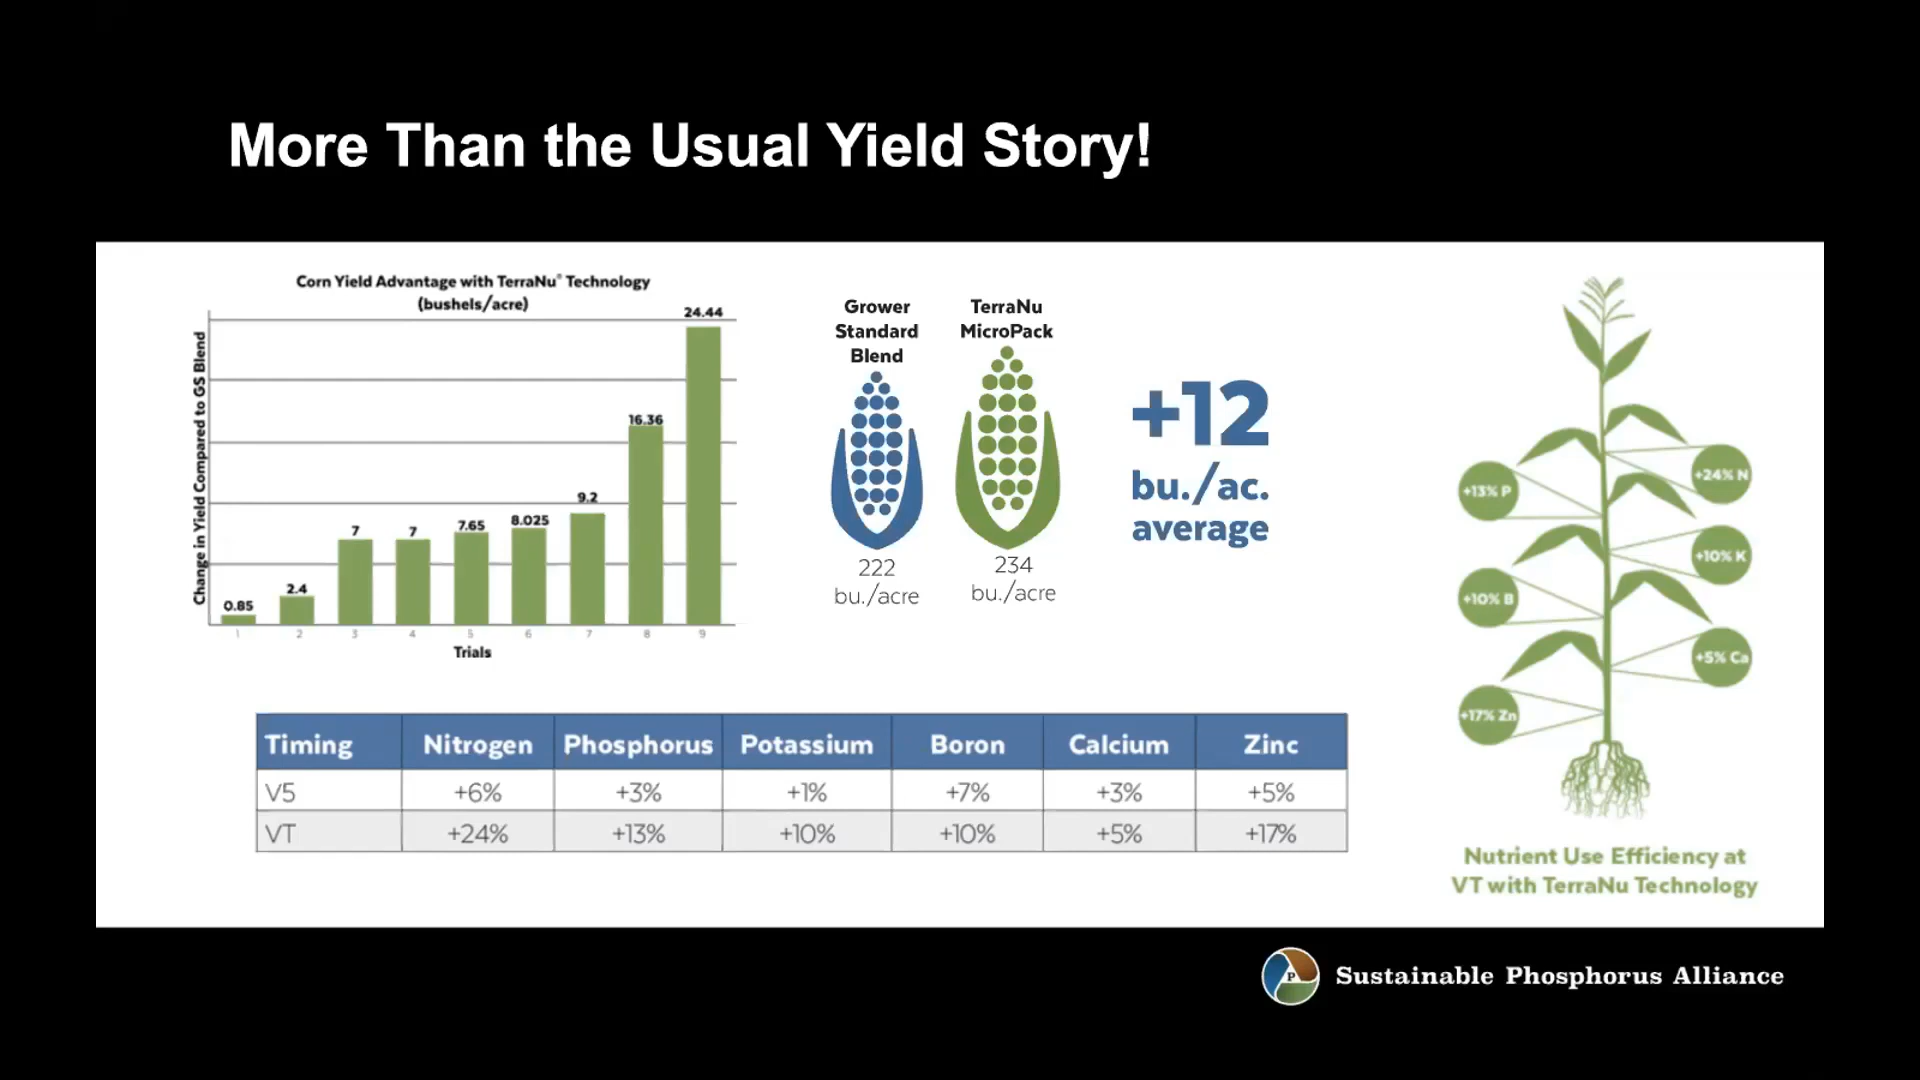 More Than the Usual Yield Story!
Corn Yield Advantage with TerraNu® Technology
(bushels/acre)
Change in Yield Compared to GS Blend
0.85
2.4
7
7
7.65
8.025
9.2
16.36
24.44
1 2 3 4 5 6 7 8 9
Trials
Grower
Standard
Blend
222
bu./acre
TerraNu
MicroPack
234
bu./acre
+12
bu./ac.
average
+24% N
+13% P
+10% K
+10% B
+5% Ca
+17% Zn
Nutrient Use Efficiency at
VT with TerraNu Technology
Timing Nitrogen Phosphorus Potassium Boron Calcium Zinc
V5 +6% +3% +1% +7% +3% +5%
VT +24% +13% +10% +10% +5% +17%
P
Sustainable Phosphorus Alliance